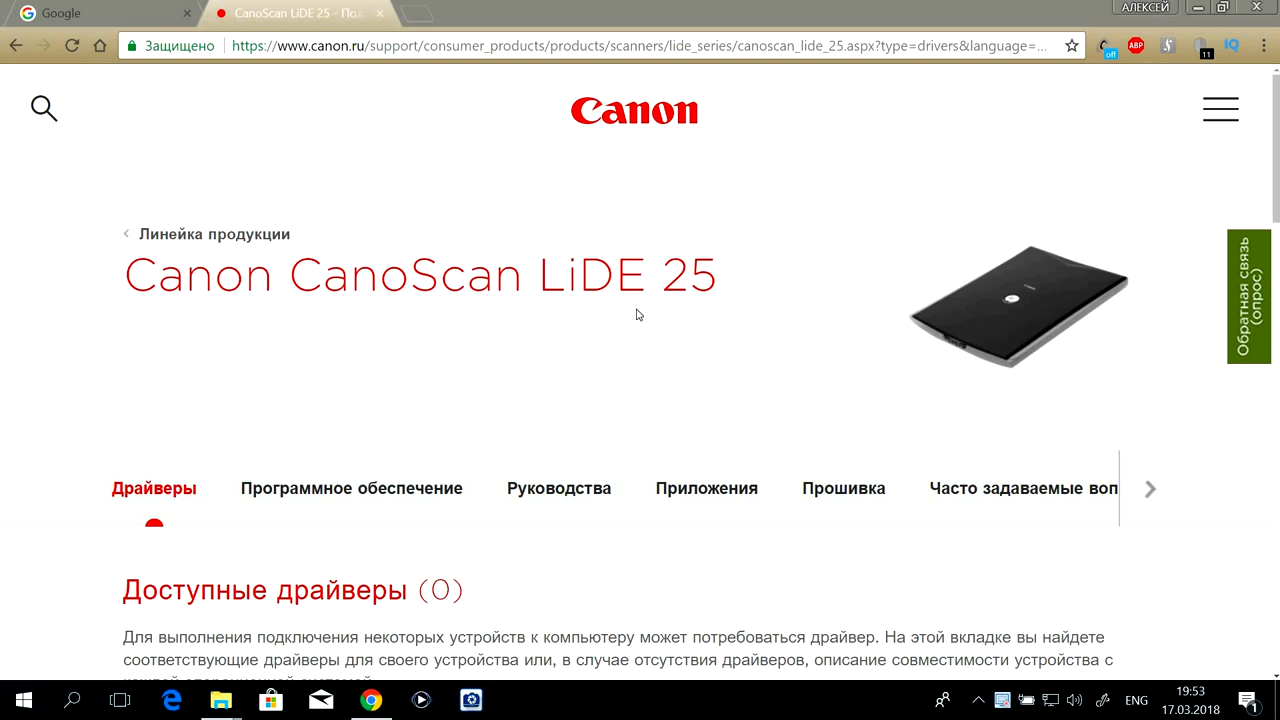 Google
CanoScan LiDE 25 - По
АЛЕКСЕЙ
Защищено
https://www.canon.ru/support/consumer_products/products/scanners/lide_series/canoscan_lide_25.aspx?type=drivers&language=...
off
ABP
11
IQ
Canon
Линейка продукции
Canon CanoScan LiDE 25
Обратная связь
(опрос)
Драйверы Программное обеспечение Руководства Приложения Прошивка Часто задаваемые воп
Доступные драйверы (0)
Для выполнения подключения некоторых устройств к компьютеру может потребоваться драйвер. На этой вкладке вы найдете
соответствующие драйверы для своего устройства или, в случае отсутствия драйверов, описание совместимости устройства с
ENG
19:53
17.03.2018
1